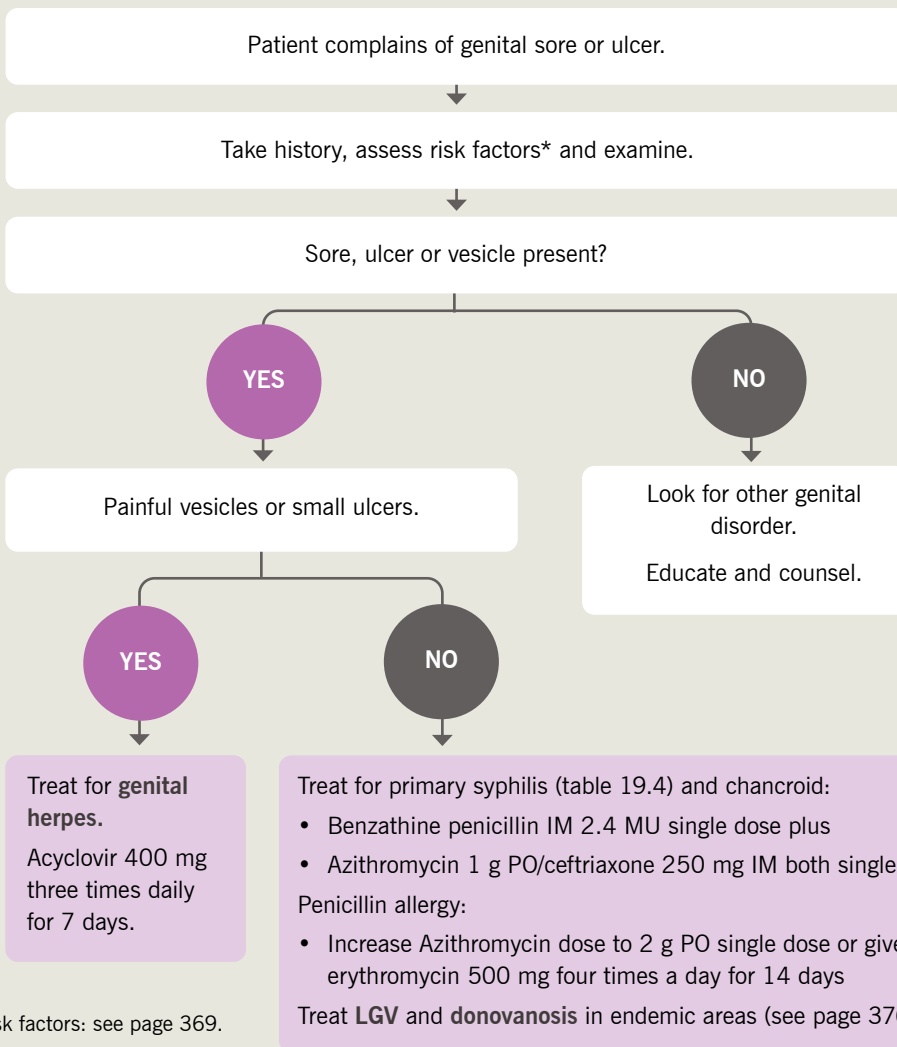 Patient complains of genital sore or ulcer.
Take history, assess risk factors* and examine.
Sore, ulcer or vesicle present?
YES
NO
Painful vesicles or small ulcers.
Look for other genital
disorder.
Educate and counsel.
YES
NO
Treat for genital
herpes.
Acyclovir 400 mg
three times daily
for 7 days.
Treat for primary syphilis (table 19.4) and chancroid:
• Benzathine penicillin IM 2.4 MU single dose plus
• Azithromycin 1 g PO/ceftriaxone 250 mg IM both single
Penicillin allergy:
• Increase Azithromycin dose to 2 g PO single dose or give
erythromycin 500 mg four times a day for 14 days
Treat LGV and donovanosis in endemic areas (see page
factors: see page 369.